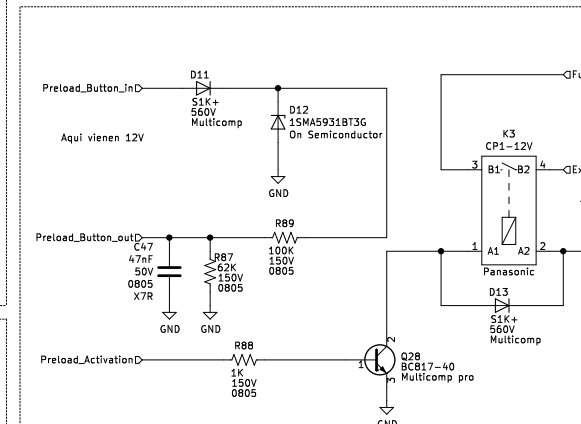 Preload_Button_in
D11
S1K+
560V
Multicomp
D12
1SMA5931BT3G
On Semiconductor
Aqui vienen 12V
GND
K3
CP1-12V
3
B1
B2
4
1
A1
A2
2
Panasonic
Preload_Button_out
C47
47nF
50V
0805
X7R
R87
62K
150V
0805
R89
100K
150V
0805
GND
GND
D13
S1K+
560V
Multicomp
Preload_Activation
R88
1K
150V
0805
1
2
3
Q28
BC817-40
Multicomp pro